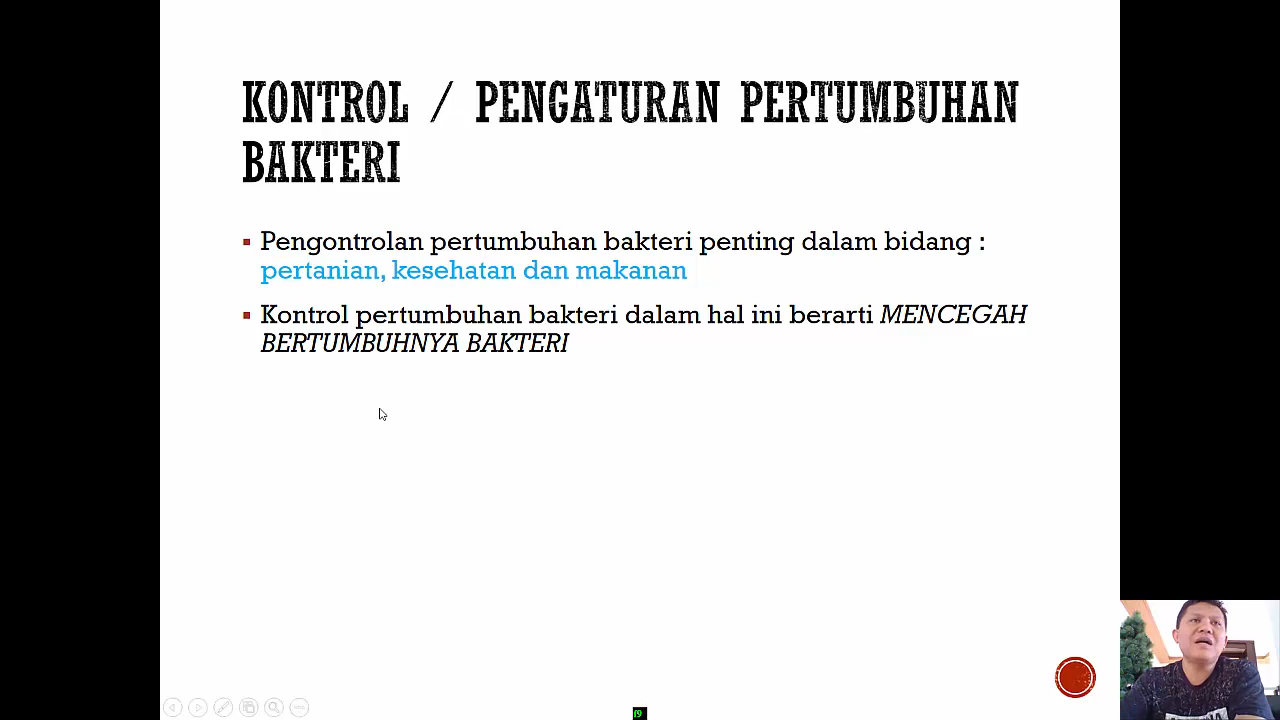 KONTROL / PENGATURAN PERTUMBUHAN
BAKTERI
Pengontrolan pertumbuhan bakteri penting dalam bidang :
pertanian, kesehatan dan makanan
Kontrol pertumbuhan bakteri dalam hal ini berarti MENCEGAH
BERTUMBUHNYA BAKTERI
f9